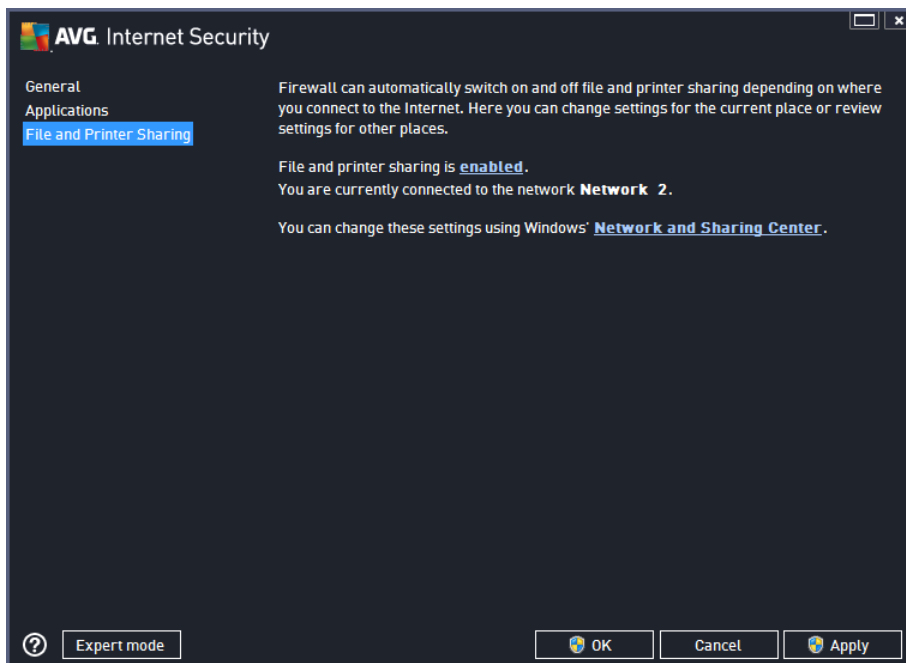 AVG. Internet Security
General
Applications
File and Printer Sharing
Firewall can automatically switch on and off file and printer sharing depending on where
you connect to the Internet. Here you can change settings for the current place or review
settings for other places.
File and printer sharing is enabled.
You are currently connected to the network Network 2.
You can change these settings using Windows' Network and Sharing Center.
? Expert mode
OK
Cancel
Apply